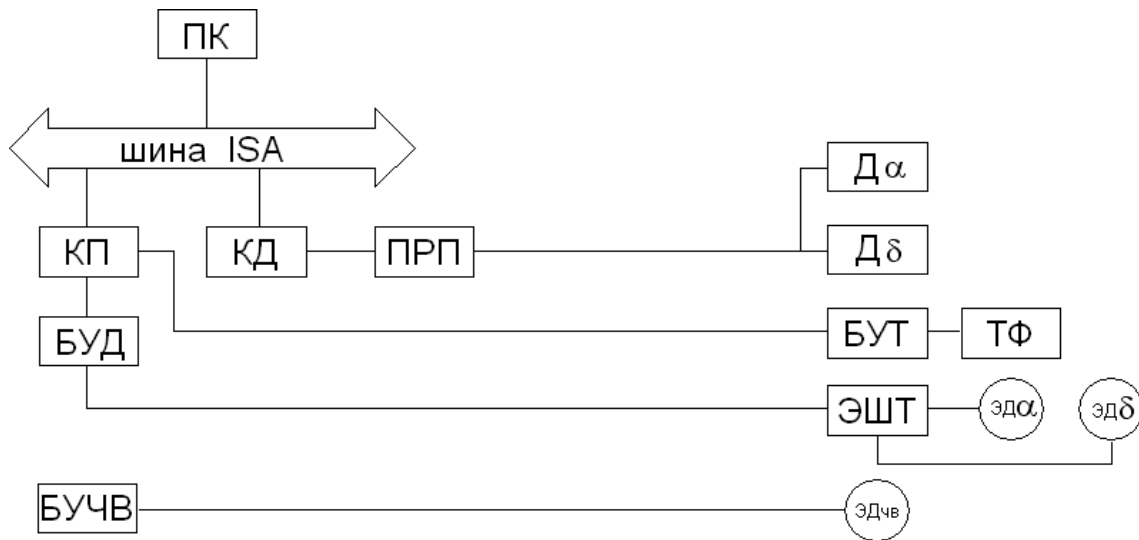 ПК
шина ISA
Дα
КП
КД
ПРП
Дδ
БУД
БУТ
ТФ
ЭШТ
ЭДα
ЭДδ
БУЧВ
ЭДчв